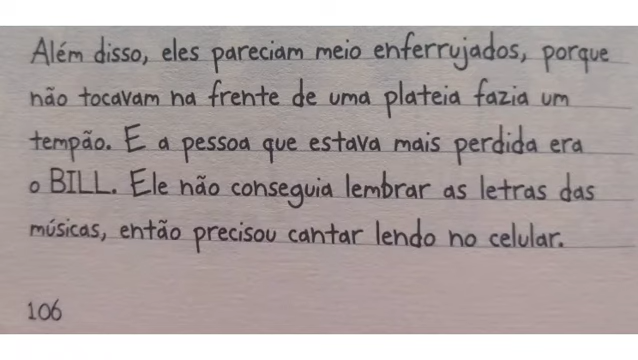 Além disso, eles pareciam meio enferrujados, porque
não tocavam na frente de uma plateia fazia um
tempão. E a pessoa que estava mais perdida era
o BILL. Ele não conseguia lembrar as letras das
músicas, então precisou cantar lendo no celular.
106